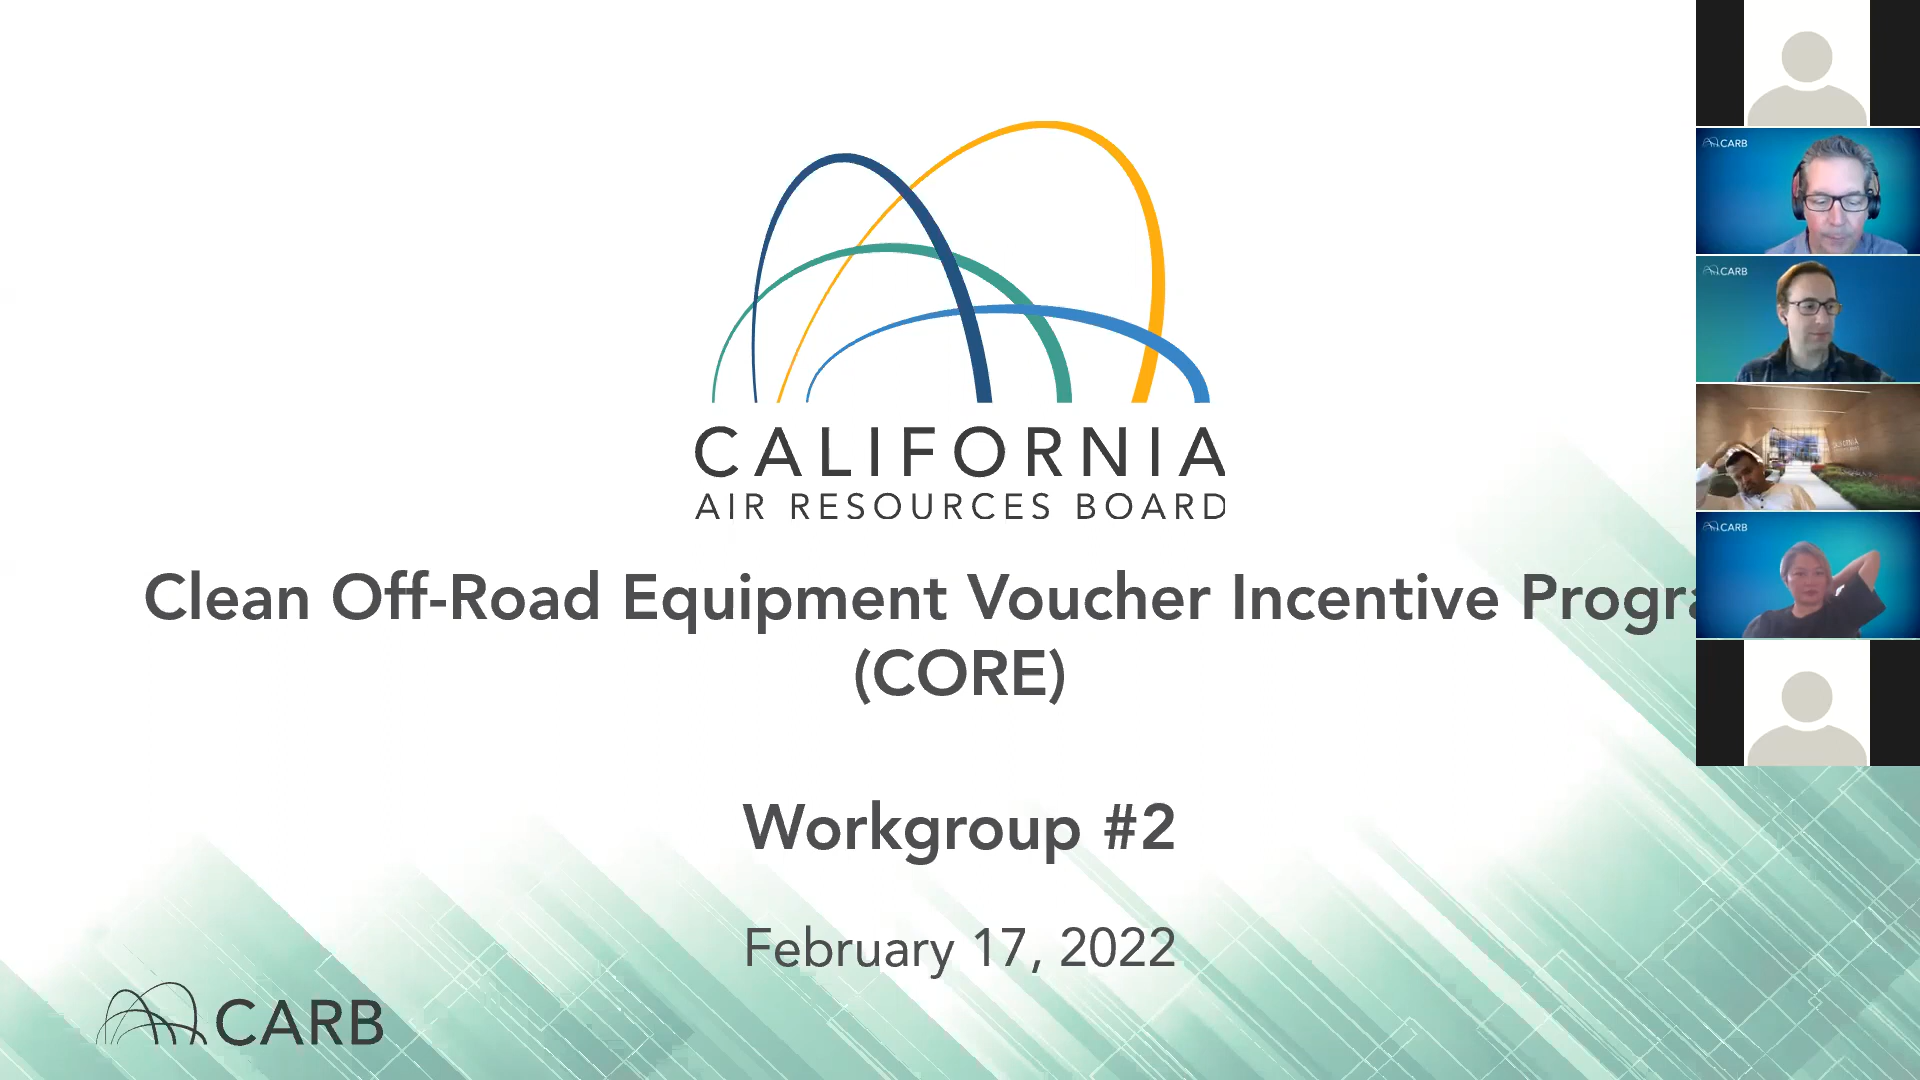 CALIFORNIA
AIR RESOURCES BOARD
Clean Off-Road Equipment Voucher Incentive Progra
(CORE)
Workgroup #2
February 17, 2022
CARB
CARB
CARB
CARB